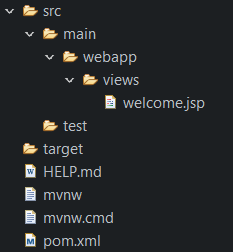 src
main
webapp
views
welcome.jsp
test
target
HELP.md
mvnw
mvnw.cmd
pom.xml